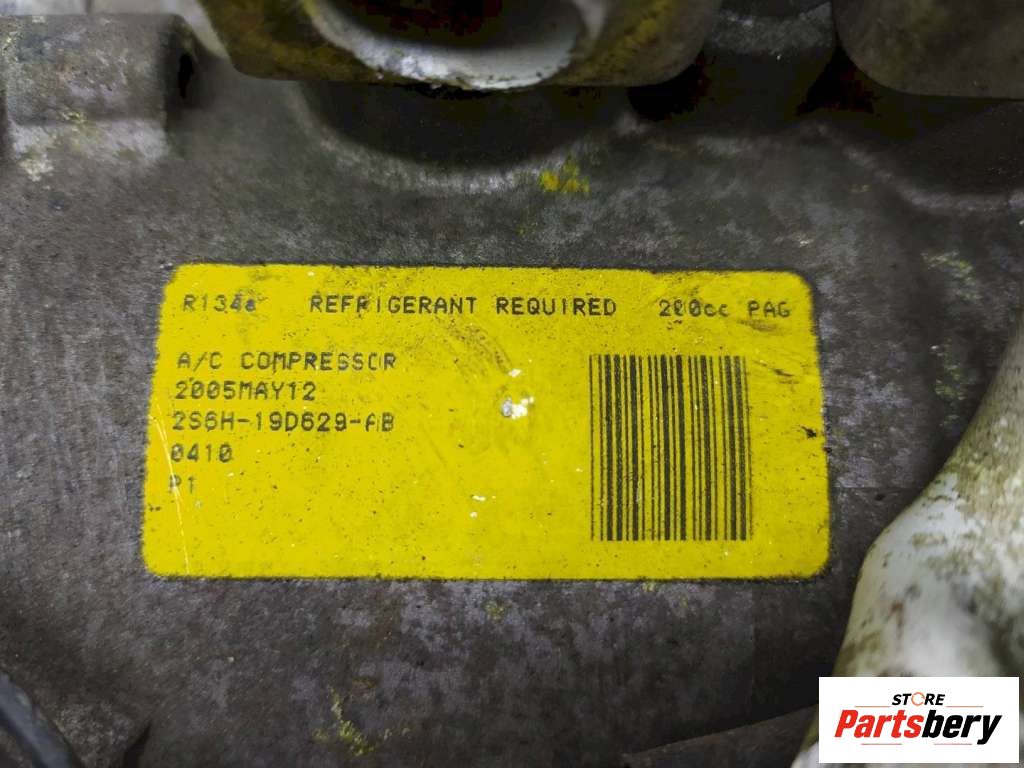 R134a REFRIGERANT REQUIRED 200cc PAG
A/C COMPRESSOR
2005MAY12
2S6H-19D629-AB
0410
P1
STORE
Partsbery